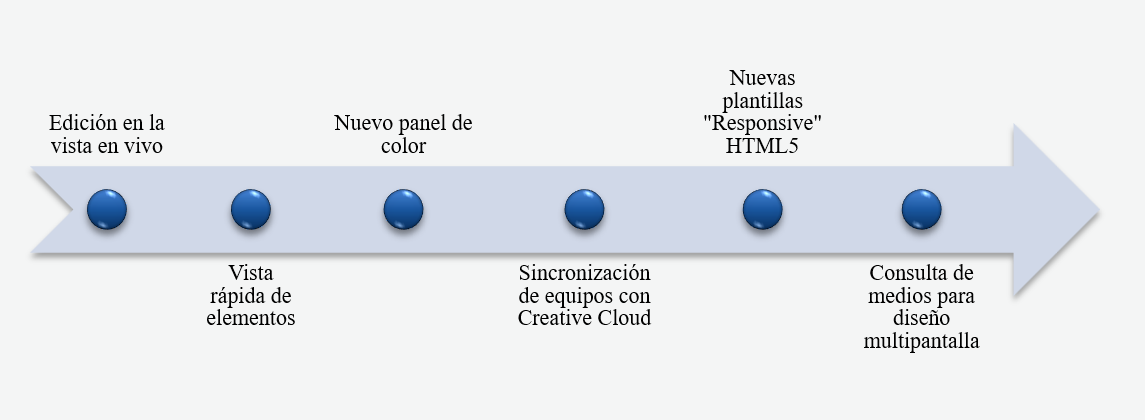 Edición en la
vista en vivo
Vista
rápida de
elementos
Nuevo panel de
color
Sincronización
de equipos con
Creative Cloud
Nuevas
plantillas
"Responsive"
HTML5
Consulta de
medios para
diseño
multipantalla